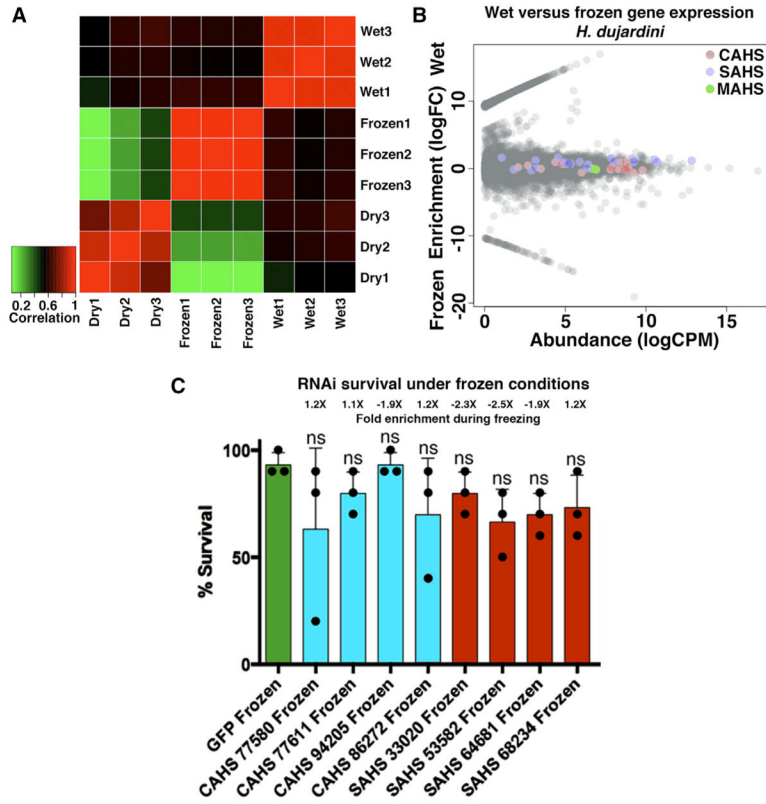 A
Wet3
Wet2
Wet1
Frozen1
Frozen2
Frozen3
Dry3
Dry2
Dry1
0.2 0.6 1
Correlation
Dry1 Dry2 Dry3 Frozen1 Frozen2 Frozen3 Wet1 Wet2 Wet3
B
Wet versus frozen gene expression
H. dujardini
CAHS
SAHS
MAHS
Frozen Enrichment (logFC) Wet
10
0
-10
-20
0 5 10 15
Abundance (logCPM)
C
RNAi survival under frozen conditions
1.2X 1.1X -1.9X 1.2X -2.3X -2.5X -1.9X 1.2X
Fold enrichment during freezing
ns ns ns ns ns ns ns ns
% Survival
100
50
0
GFP Frozen
CAHS 77580 Frozen
CAHS 77611 Frozen
CAHS 94205 Frozen
CAHS 86272 Frozen
SAHS 33020 Frozen
SAHS 53582 Frozen
SAHS 64681 Frozen
SAHS 68234 Frozen